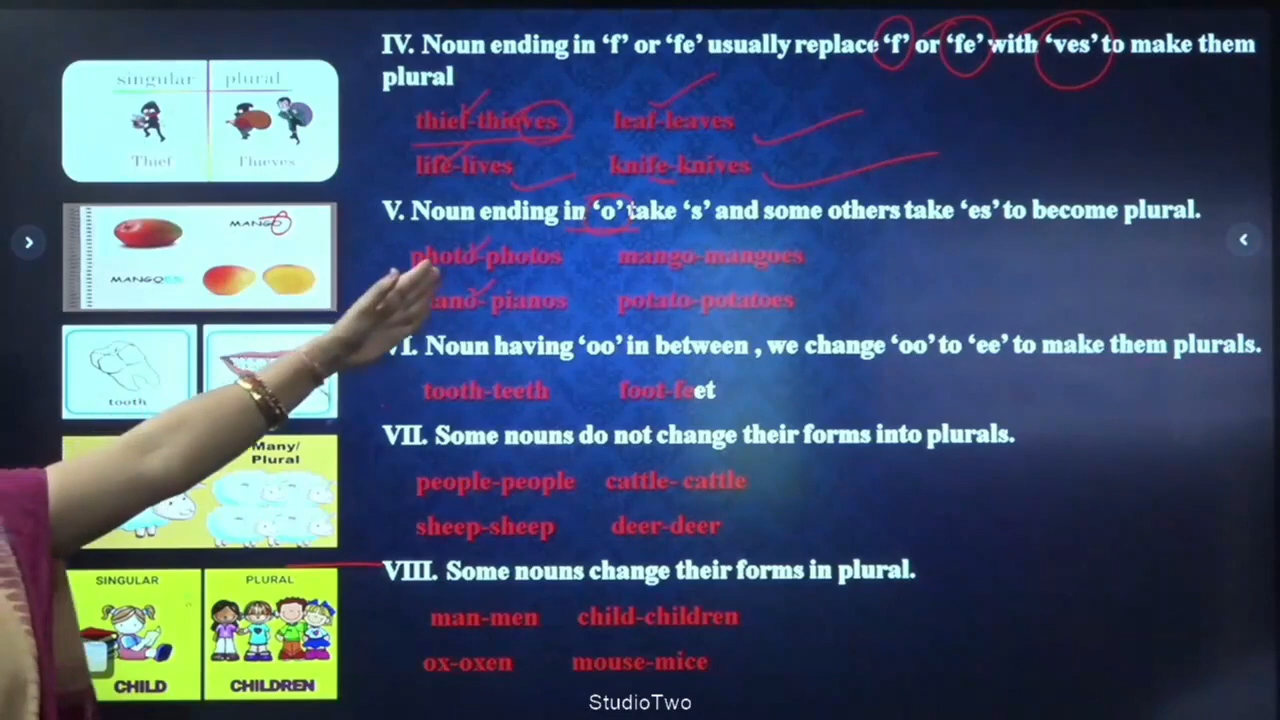 IV. Noun ending in ‘f’ or ‘fe’ usually replace ‘f’ or ‘fe’ with ‘ves’ to make them
plural
thief-thieves leaf-leaves
life-lives knife-knives
V. Noun ending in ‘o’ take ‘s’ and some others take ‘es’ to become plural.
photo-photos mango-mangoes
pianos potato-potatoes
VI. Noun having ‘oo’ in between , we change ‘oo’ to ‘ee’ to make them plurals.
tooth-teeth foot-feet
VII. Some nouns do not change their forms into plurals.
people-people cattle- cattle
sheep-sheep deer-deer
VIII. Some nouns change their forms in plural.
man-men child-children
ox-oxen mouse-mice
singular plural
Thief Thieves
MANGO
MANGOES
tooth
Many/
Plural
SINGULAR PLURAL
CHILD CHILDREN
StudioTwo